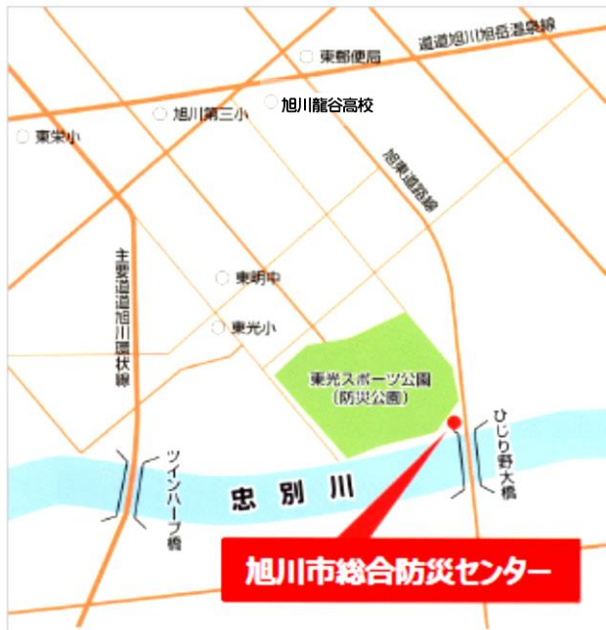 道道旭川旭岳温泉線
東郵便局
旭川龍谷高校
旭川第三小
東栄小
旭東道路線
主要道道旭川環状線
東明中
東光小
東光スポーツ公園
(防災公園)
ひじり野大橋
ツインハープ橋
忠別川
旭川市総合防災センター